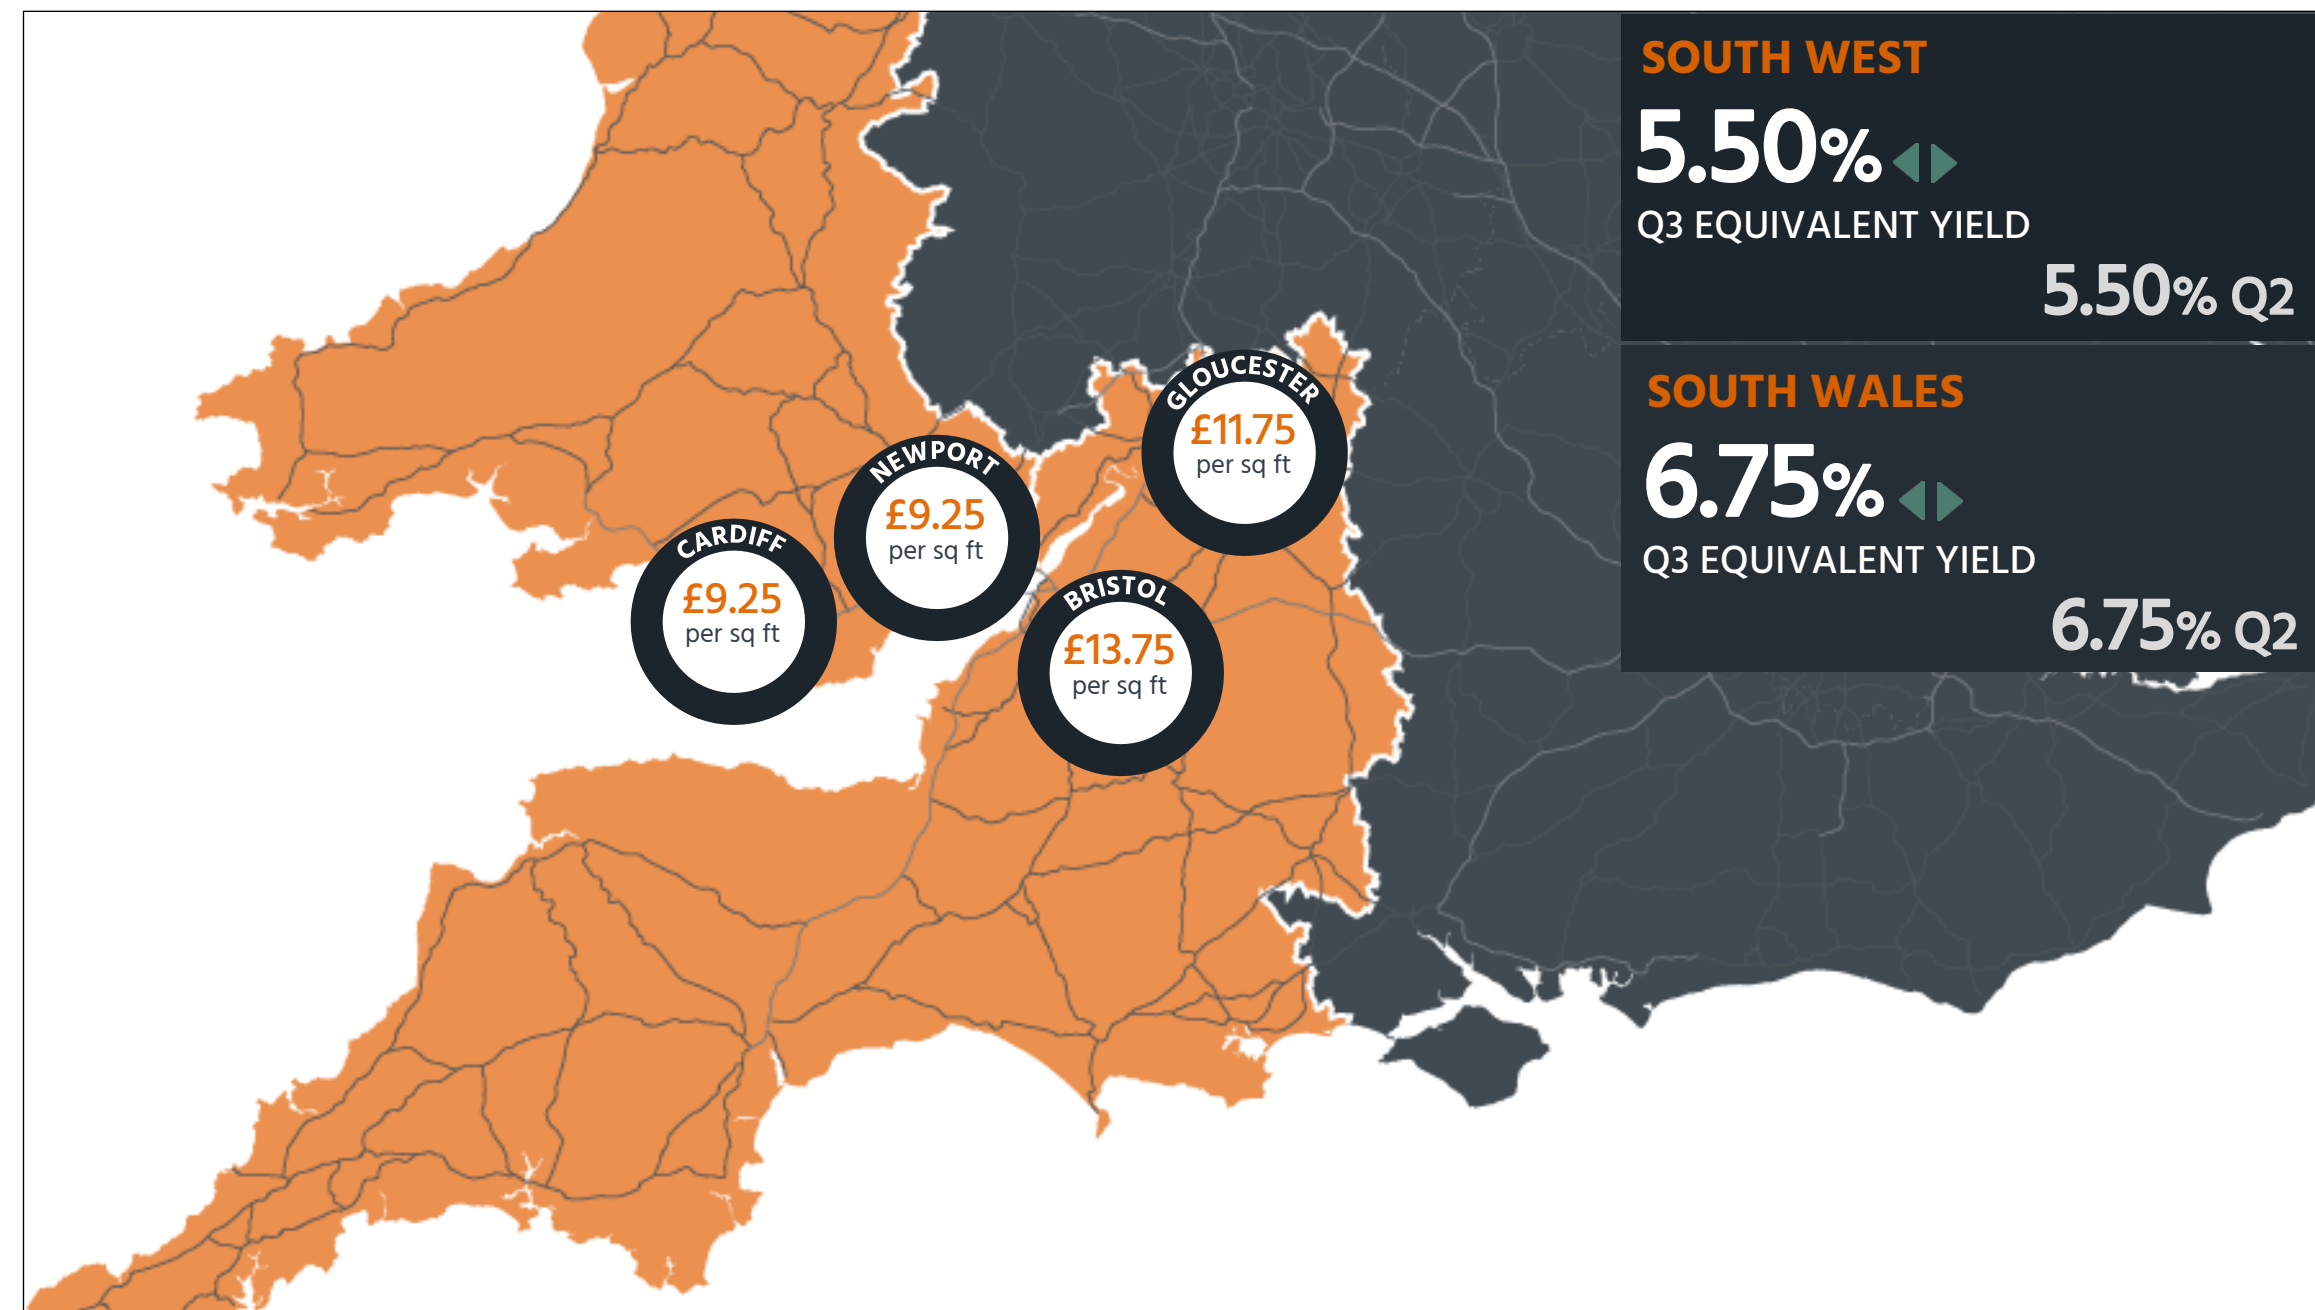 SOUTH WEST
5.50%
Q3 EQUIVALENT YIELD
5.50% Q2
SOUTH WALES
6.75%
Q3 EQUIVALENT YIELD
6.75% Q2
GLOUCESTER
£11.75
per sq ft
NEWPORT
£9.25
per sq ft
CARDIFF
£9.25
per sq ft
BRISTOL
£13.75
per sq ft